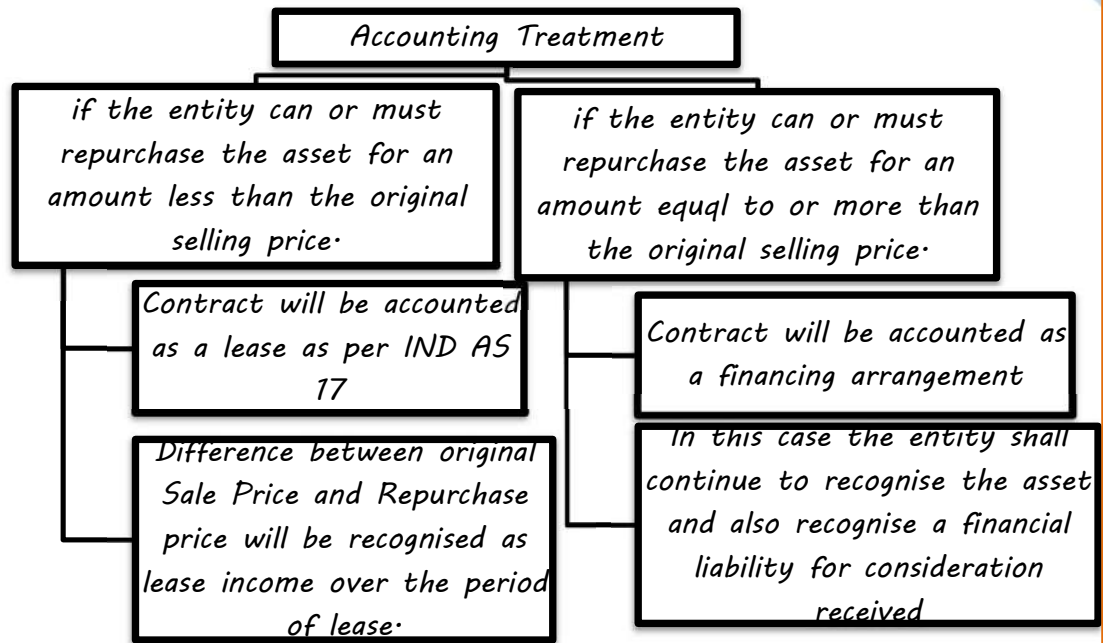 Accounting Treatment
if the entity can or must
repurchase the asset for an
amount less than the original
selling price.
Contract will be accounted
as a lease as per IND AS
17
Difference between original
Sale Price and Repurchase
price will be recognised as
lease income over the period
of lease.
if the entity can or must
repurchase the asset for an
amount equql to or more than
the original selling price.
Contract will be accounted as
a financing arrangement
In this case the entity shall
continue to recognise the asset
and also recognise a financial
liability for consideration
received